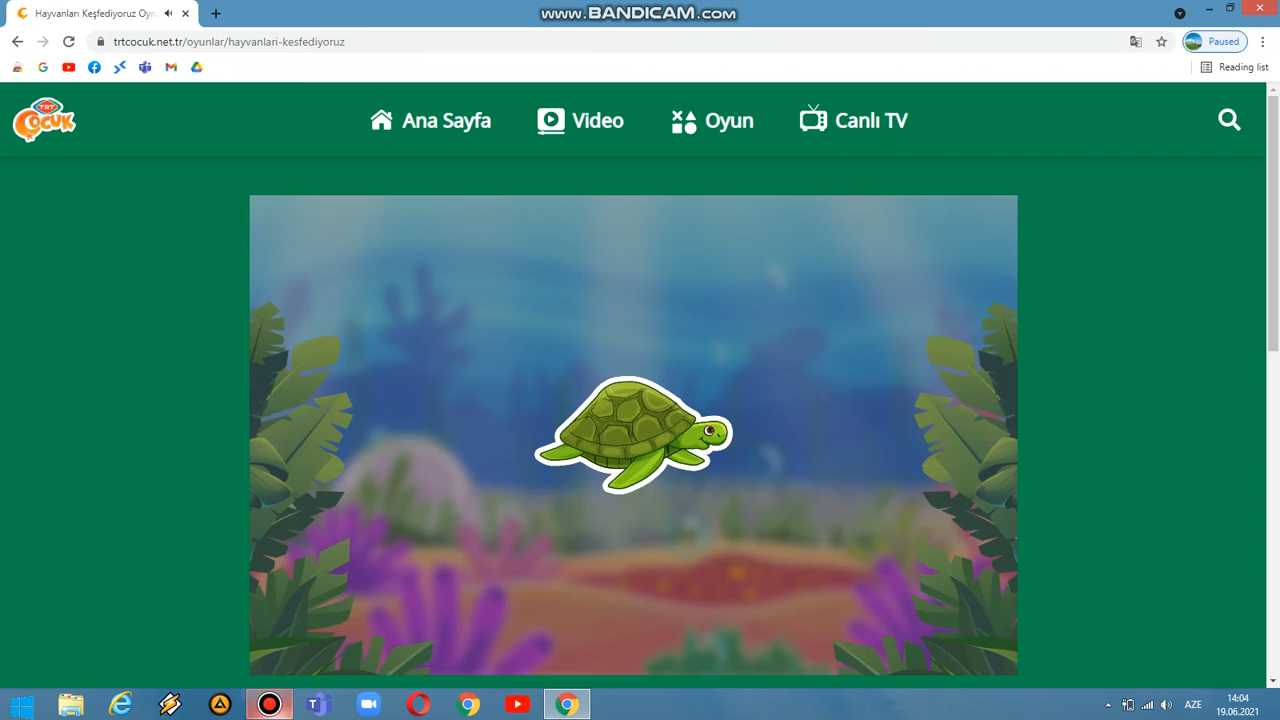 Hayvanları Keşfediyoruz Oyn
www.BANDICAM.com
trtcocuk.net.tr/oyunlar/hayvanlari-kesfediyoruz
Paused
Reading list
TRT
ÇOCUK
Ana Sayfa
Video
Oyun
Canlı TV
AZE
14:04
19.06.2021